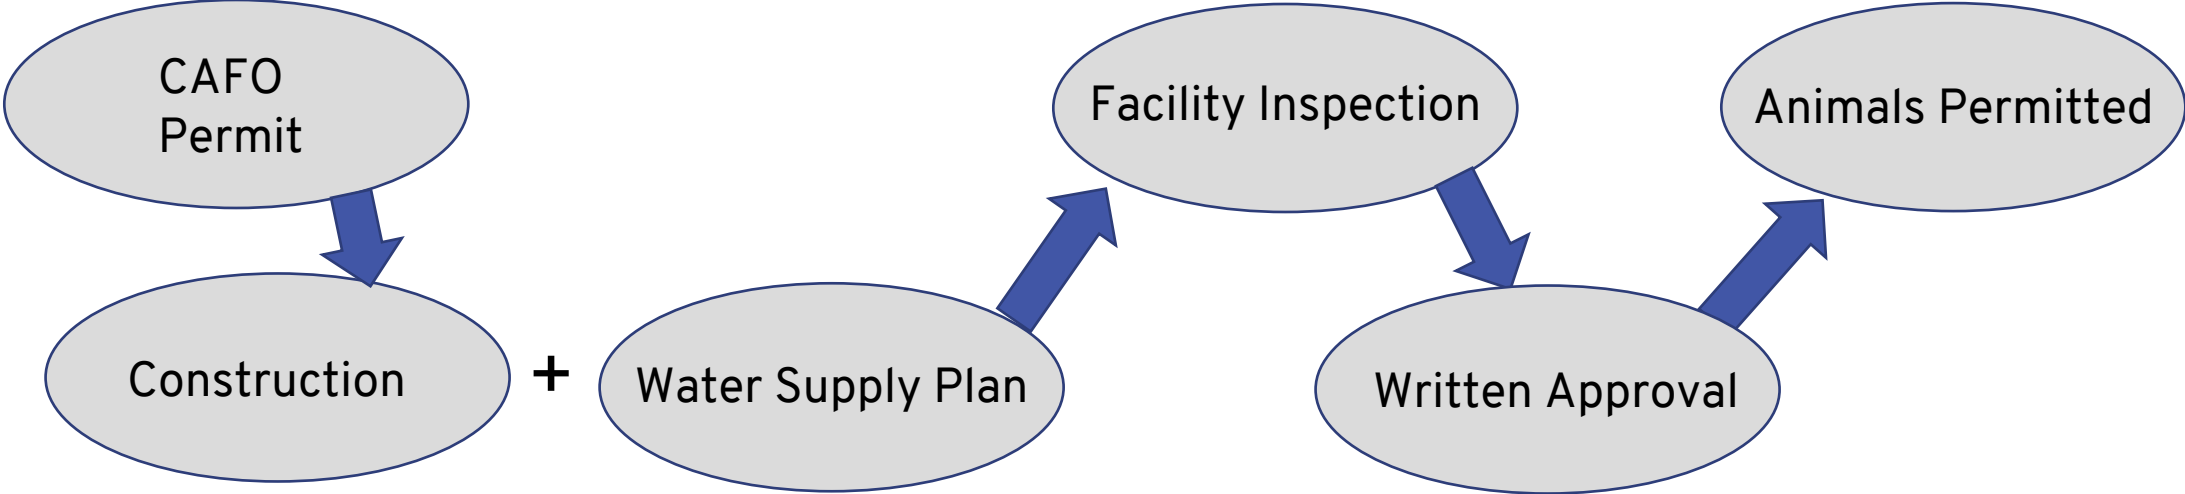 CAFO
Permit
Construction
+
Water Supply Plan
Facility Inspection
Written Approval
Animals Permitted